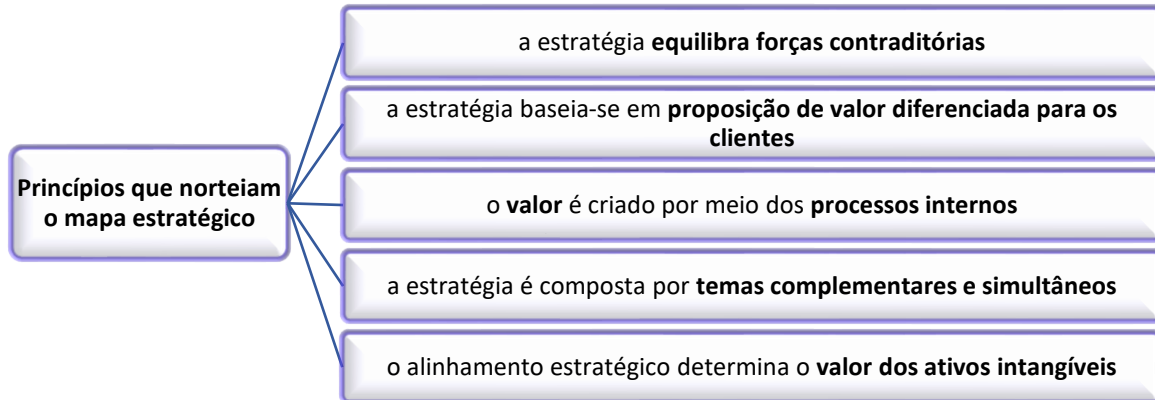 a estratégia equilibra forças contraditórias
a estratégia baseia-se em proposição de valor diferenciada para os
clientes
Princípios que norteiam
o mapa estratégico
o valor é criado por meio dos processos internos
a estratégia é composta por temas complementares e simultâneos
o alinhamento estratégico determina o valor dos ativos intangíveis